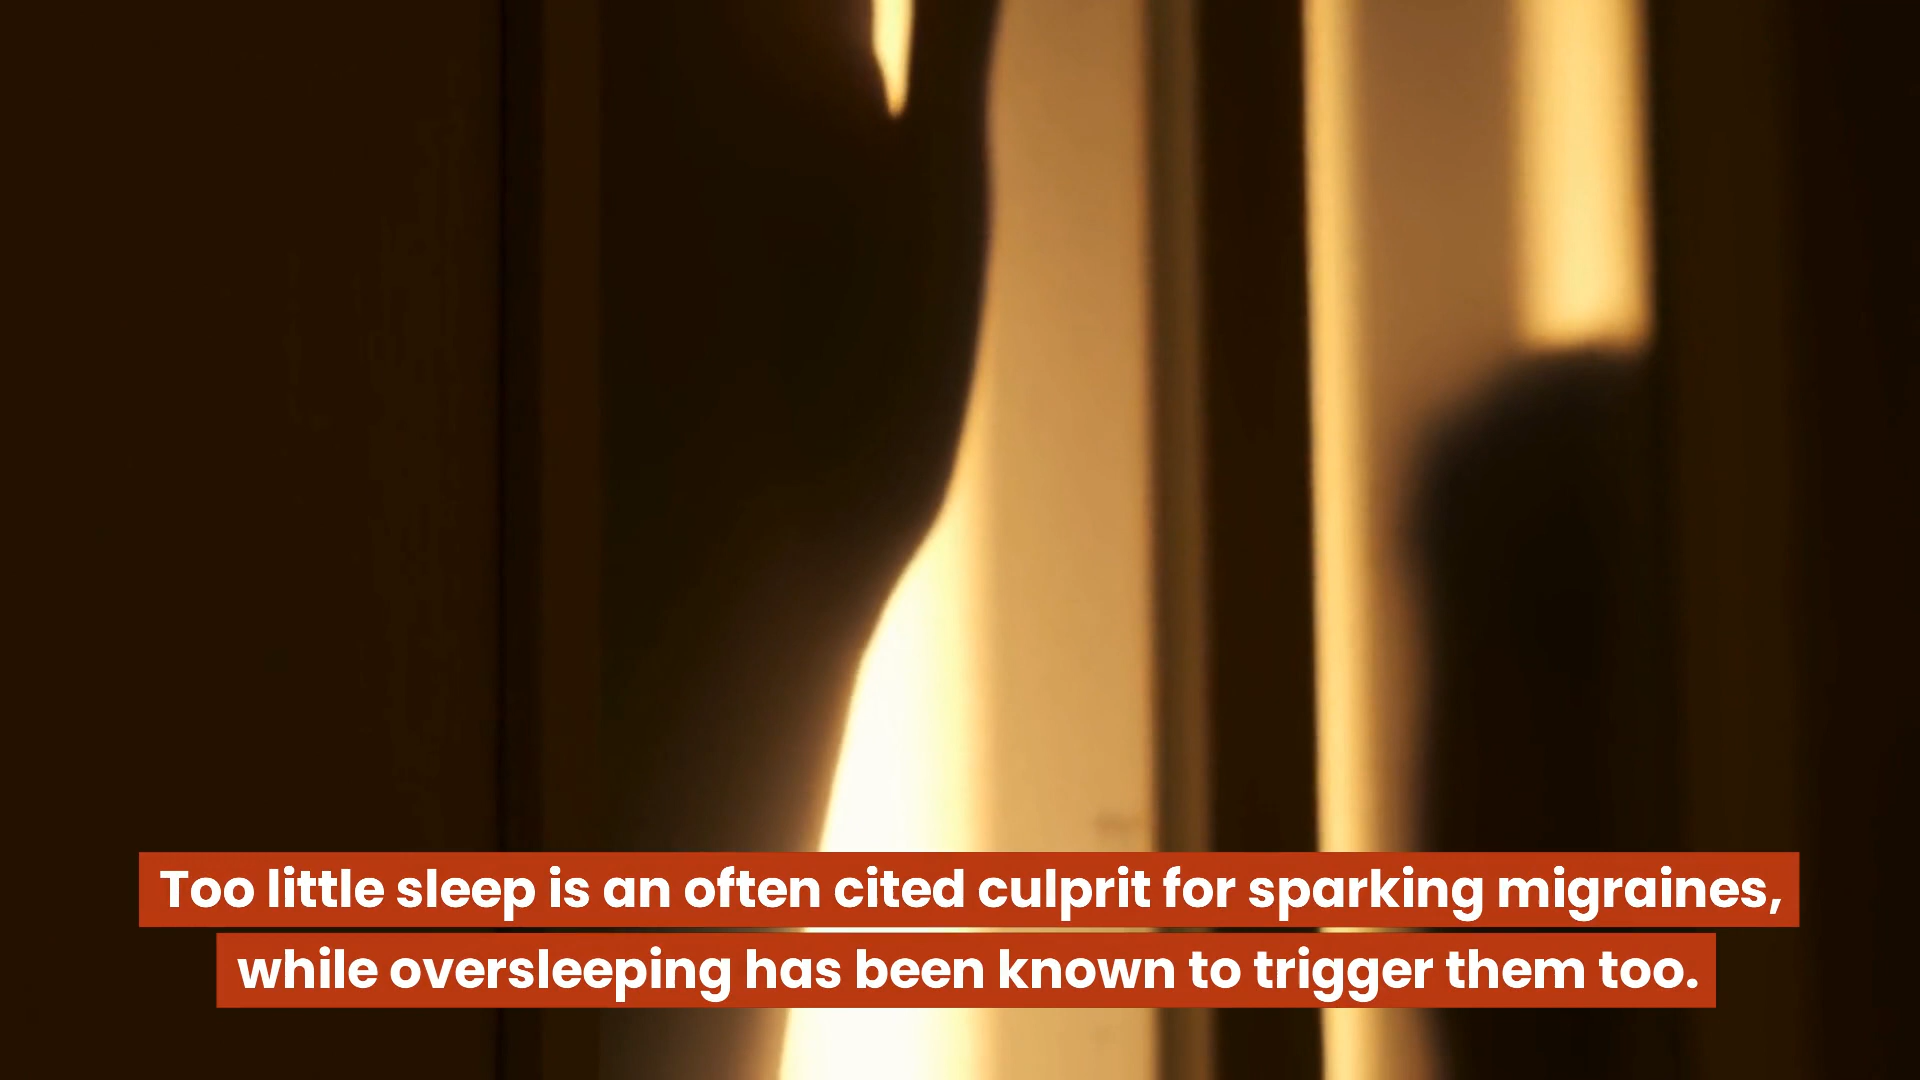 Too little sleep is an often cited culprit for sparking migraines,
while oversleeping has been known to trigger them too.